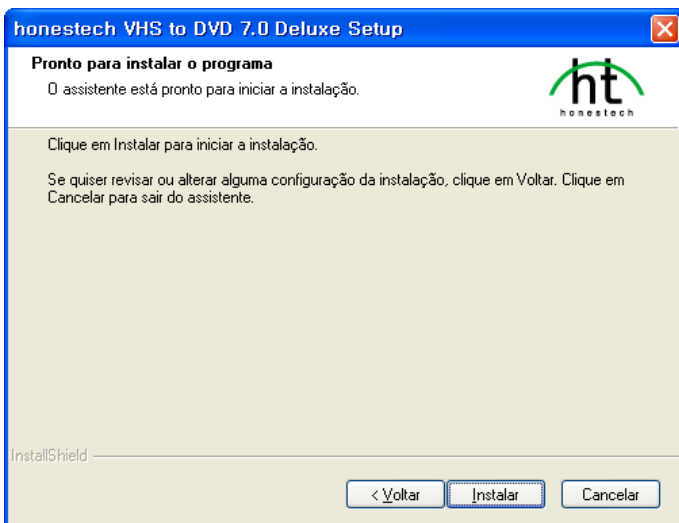 honestech VHS to DVD 7.0 Deluxe Setup
Pronto para instalar o programa
O assistente está pronto para iniciar a instalação.
ht
honestech
Clique em Instalar para iniciar a instalação.
Se quiser revisar ou alterar alguma configuração da instalação, clique em Voltar. Clique em
Cancelar para sair do assistente.
InstallShield
< Voltar
Instalar
Cancelar